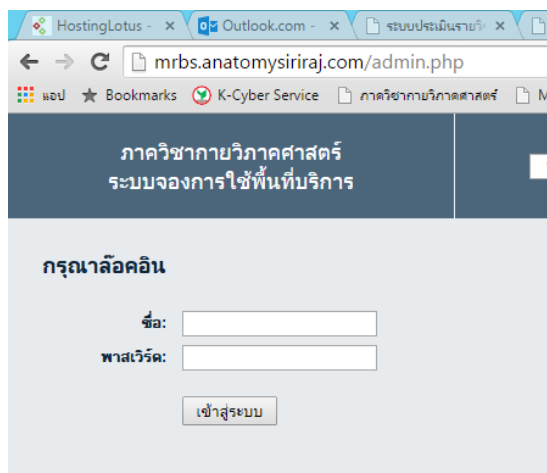 HostingLotus -
Outlook.com -
ระบบประเมินรายวิ
mrbs.anatomysiriraj.com/admin.php
แอป Bookmarks K-Cyber Service ภาควิชากายวิภาคศาสตร์ M
ภาควิชากายวิภาคศาสตร์
ระบบจองการใช้พื้นที่บริการ
กรุณาล๊อคอิน
ชื่อ:
พาสเวิร์ด:
เข้าสู่ระบบ